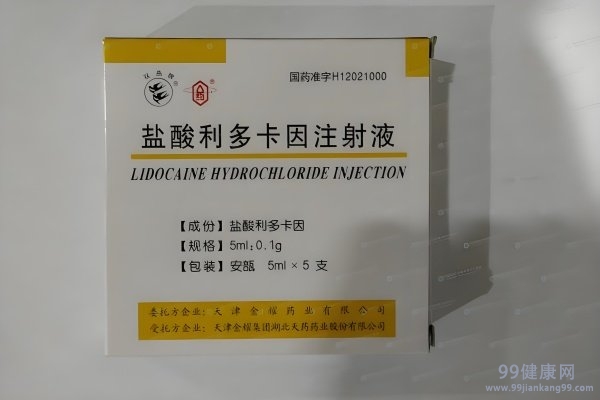 双燕牌
国药准字H12021000
盐酸利多卡因注射液
LIDOCAINE HYDROCHLORIDE INJECTION
【成份】盐酸利多卡因
【规格】5ml:0.1g
【包装】安瓿 5ml×5 支
委托方企业:天津金耀药业有限公司
受托方企业:天津金耀集团湖北天药药业股份有限公司
99健康网
www.99jiankang99.com